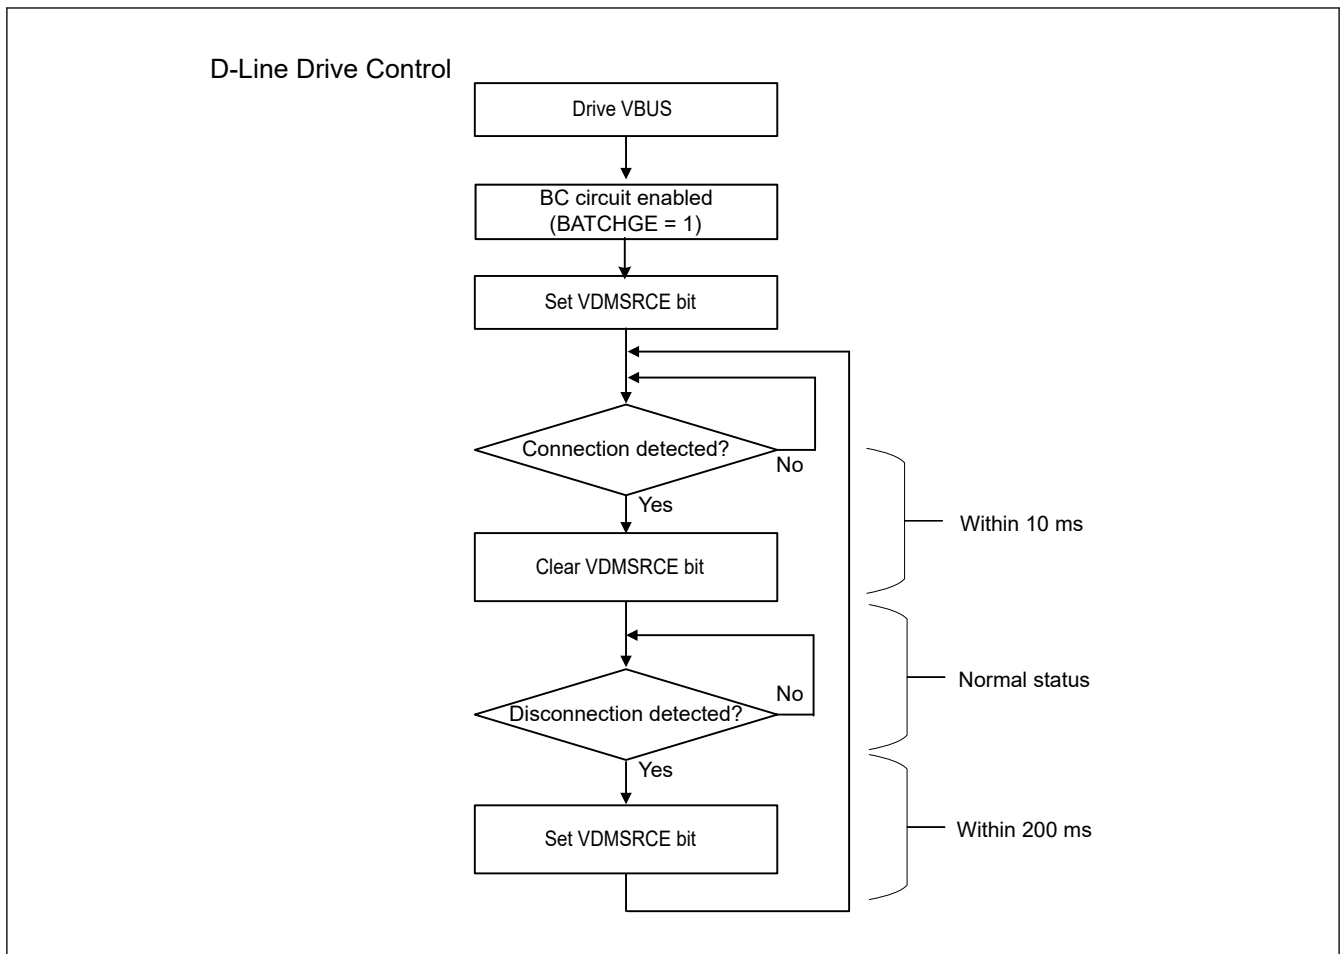 D-Line Drive Control
Drive VBUS
BC circuit enabled
(BATCHGE = 1)
Set VDMSRCE bit
Connection detected?
No
Yes
Within 10 ms
Clear VDMSRCE bit
Normal status
No
Disconnection detected?
Yes
Within 200 ms
Set VDMSRCE bit